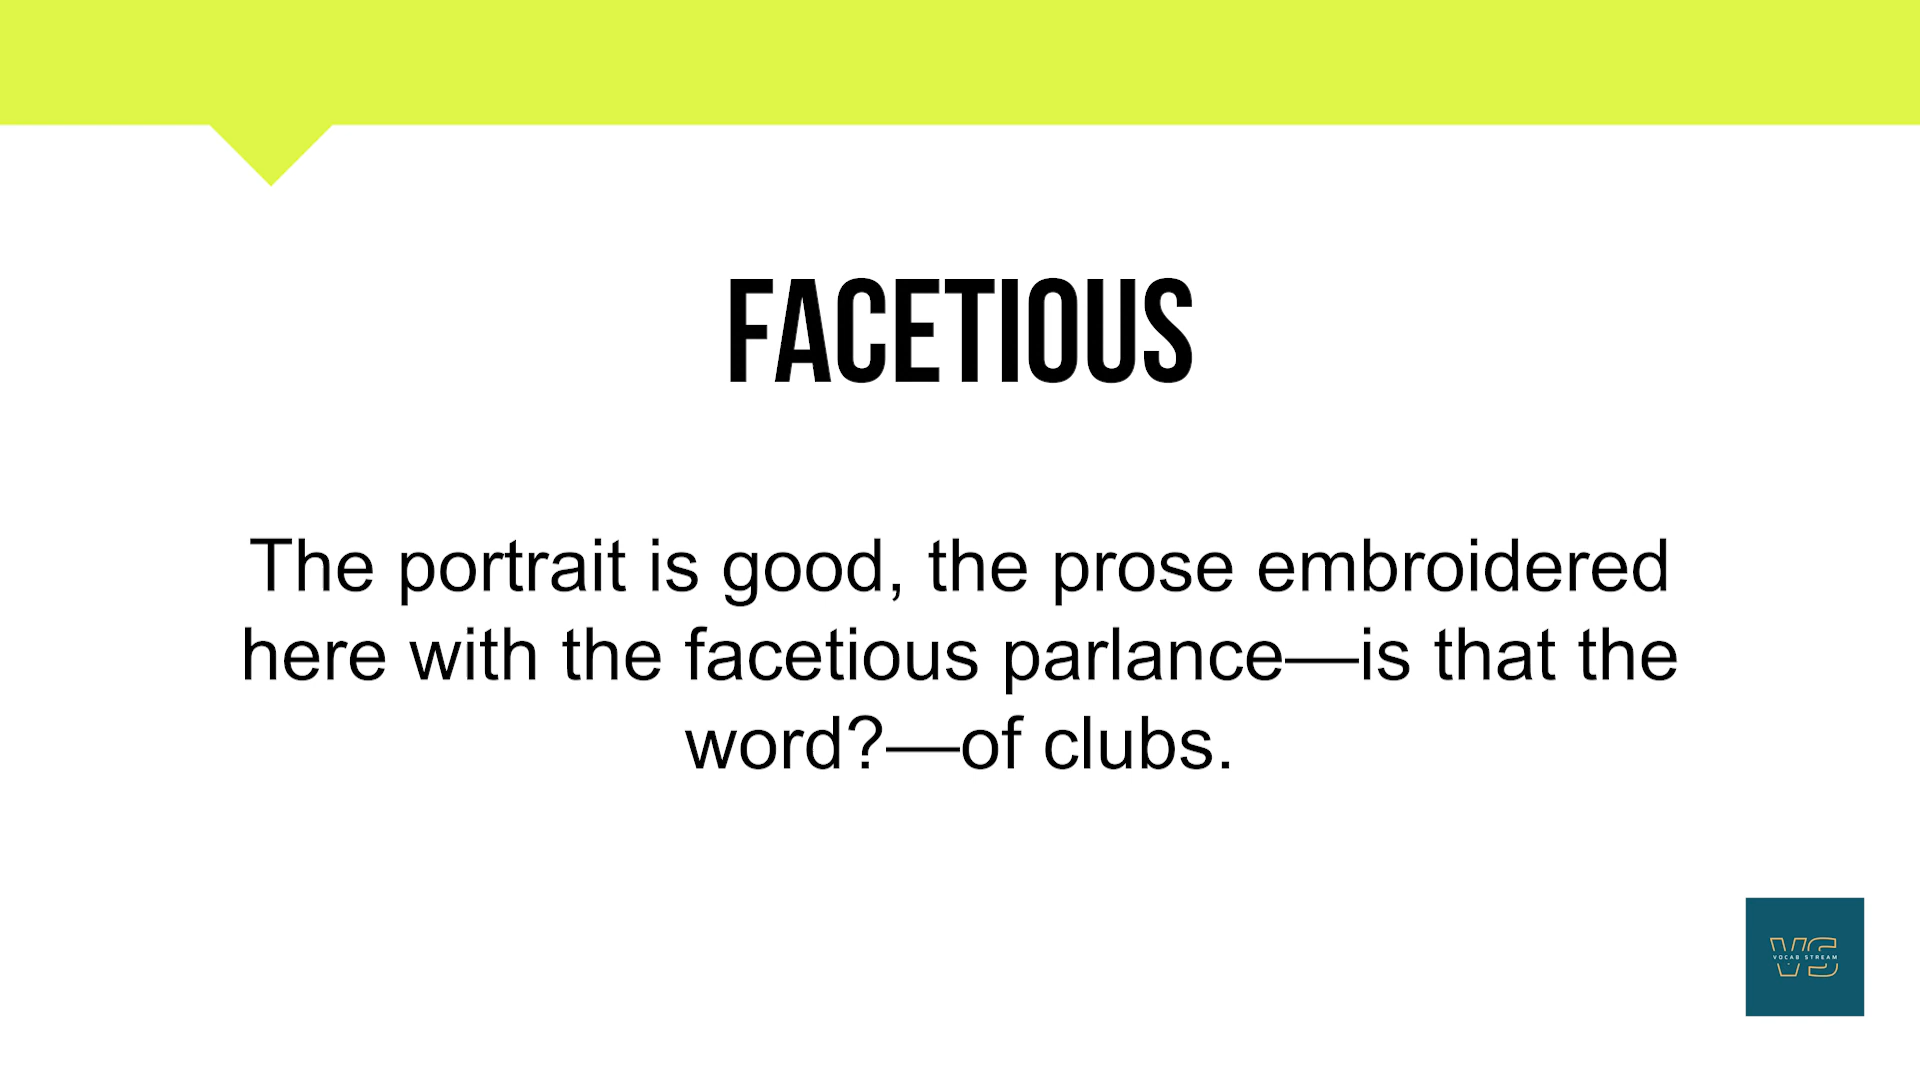 FACETIOUS
The portrait is good, the prose embroidered
here with the facetious parlance—is that the
word?—of clubs.
VS
VOCAB STREAM